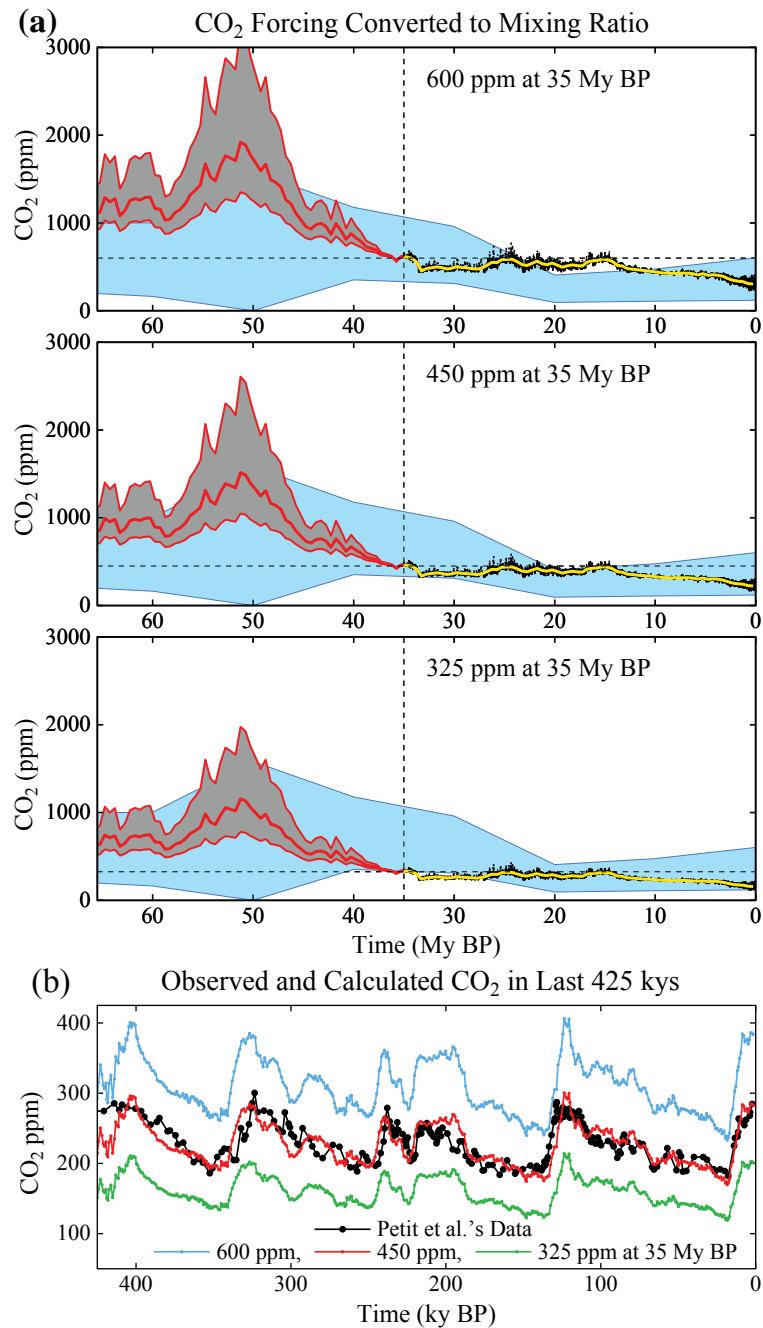 (a) CO2 Forcing Converted to Mixing Ratio
600 ppm at 35 My BP
CO2 (ppm)
3000
2000
1000
0
60 50 40 30 20 10 0
450 ppm at 35 My BP
CO2 (ppm)
3000
2000
1000
0
60 50 40 30 20 10 0
325 ppm at 35 My BP
CO2 (ppm)
3000
2000
1000
0
60 50 40 30 20 10 0
Time (My BP)
(b) Observed and Calculated CO2 in Last 425 kys
CO2 ppm
400
300
200
100
Petit et al.'s Data
600 ppm, 450 ppm, 325 ppm at 35 My BP
400 300 200 100 0
Time (ky BP)